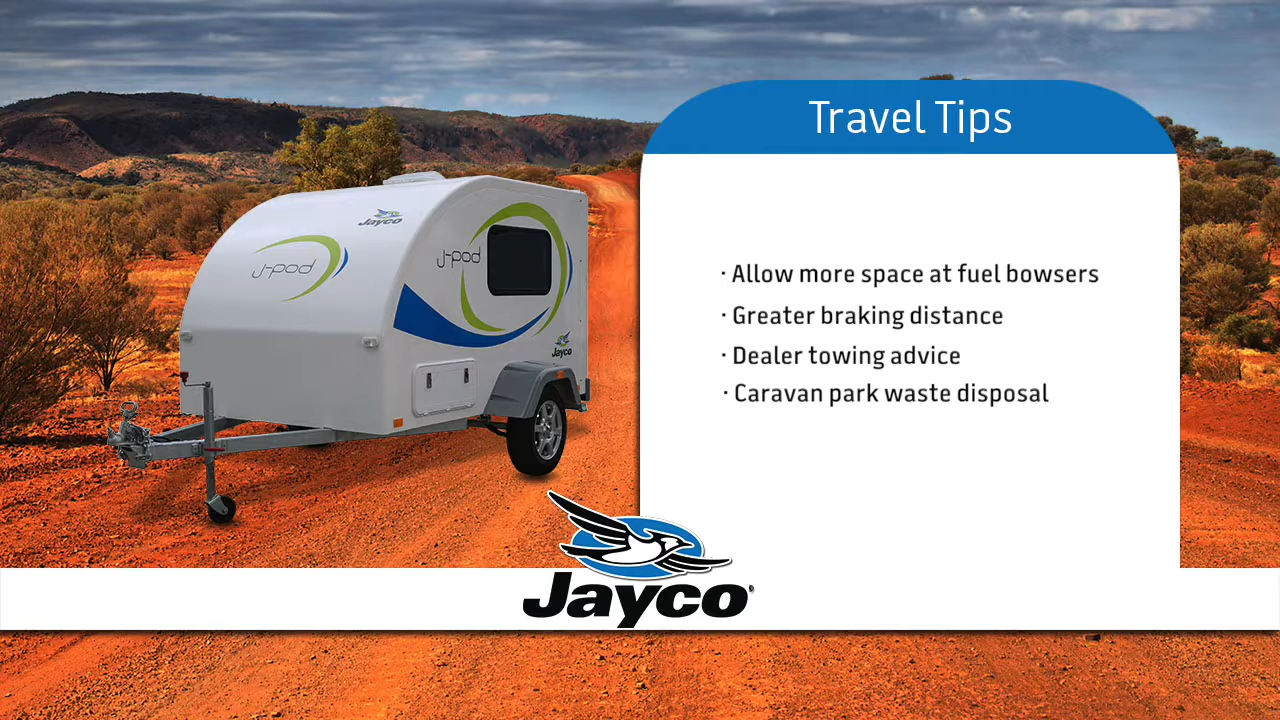 Travel Tips
· Allow more space at fuel bowsers
· Greater braking distance
· Dealer towing advice
· Caravan park waste disposal
Jayco
J-pod
J-pod
Jayco
Jayco